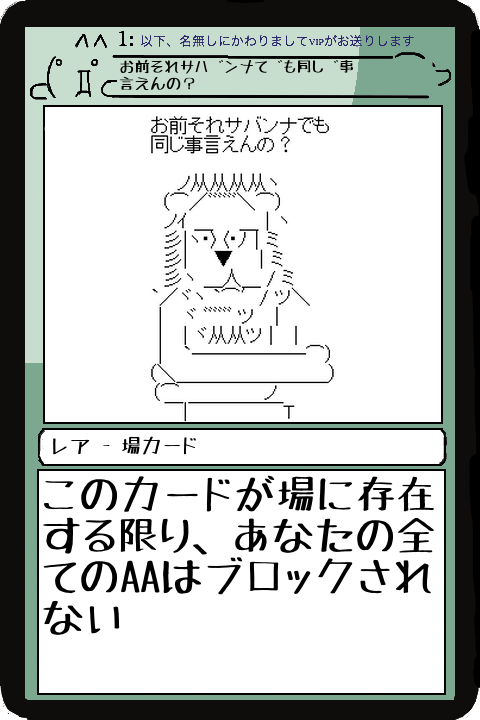 1: 以下、名無しにかわりましてVIPがお送りします
お前それサバンナでも同じ事
言えんの？
お前それサバンナでも
同じ事言えんの？
レア - 場カード
このカードが場に存在
する限り、あなたの全
てのAAはブロックされ
ない